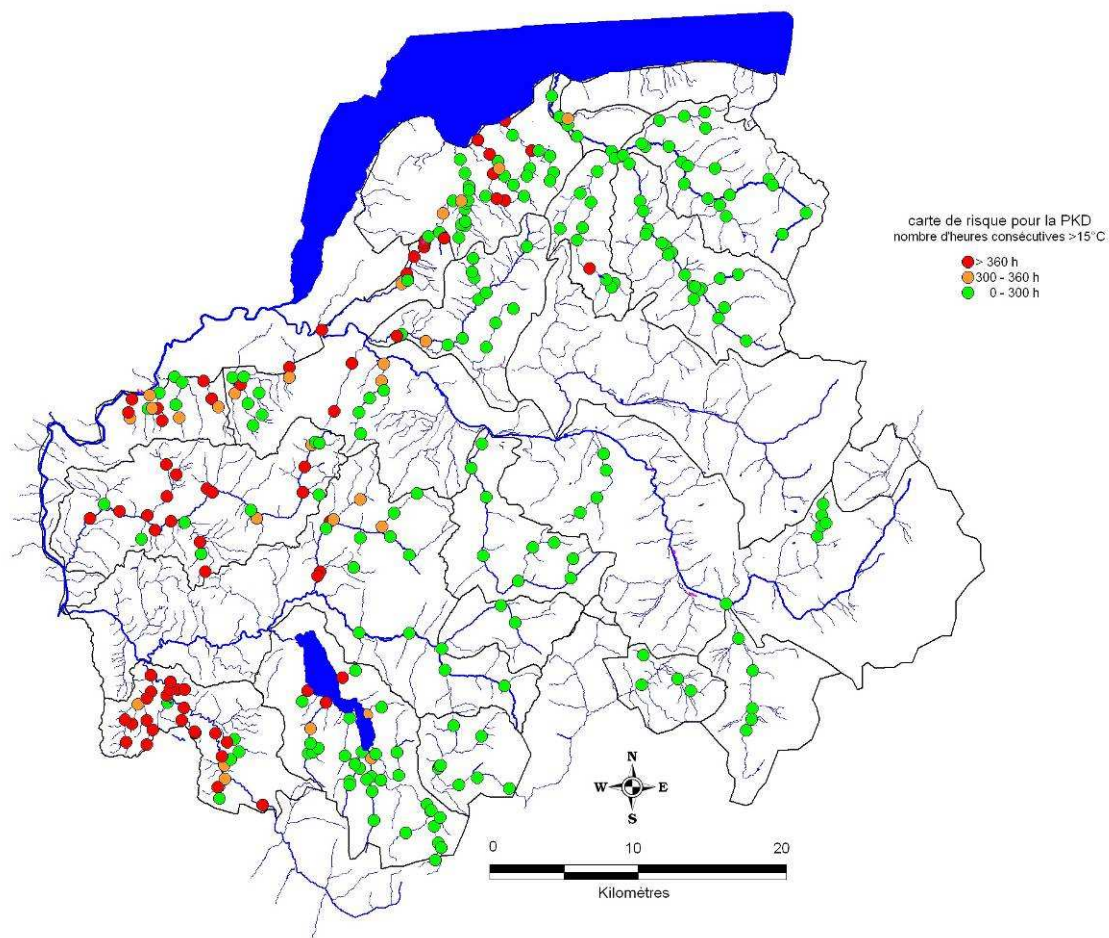 carte de risque pour la PKD
nombre d'heures consécutives >15°C
> 360 h
300 - 360 h
0 - 300 h
N
W E
S
0 10 20
Kilomètres